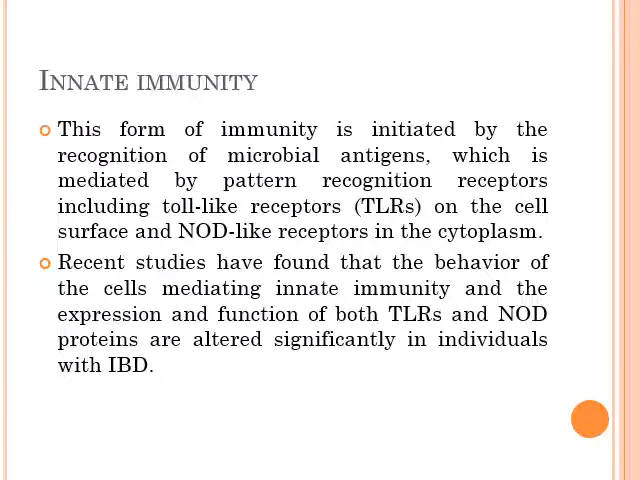 INNATE IMMUNITY
This form of immunity is initiated by the
recognition of microbial antigens, which is
mediated by pattern recognition receptors
including toll-like receptors (TLRs) on the cell
surface and NOD-like receptors in the cytoplasm.
Recent studies have found that the behavior of
the cells mediating innate immunity and the
expression and function of both TLRs and NOD
proteins are altered significantly in individuals
with IBD.